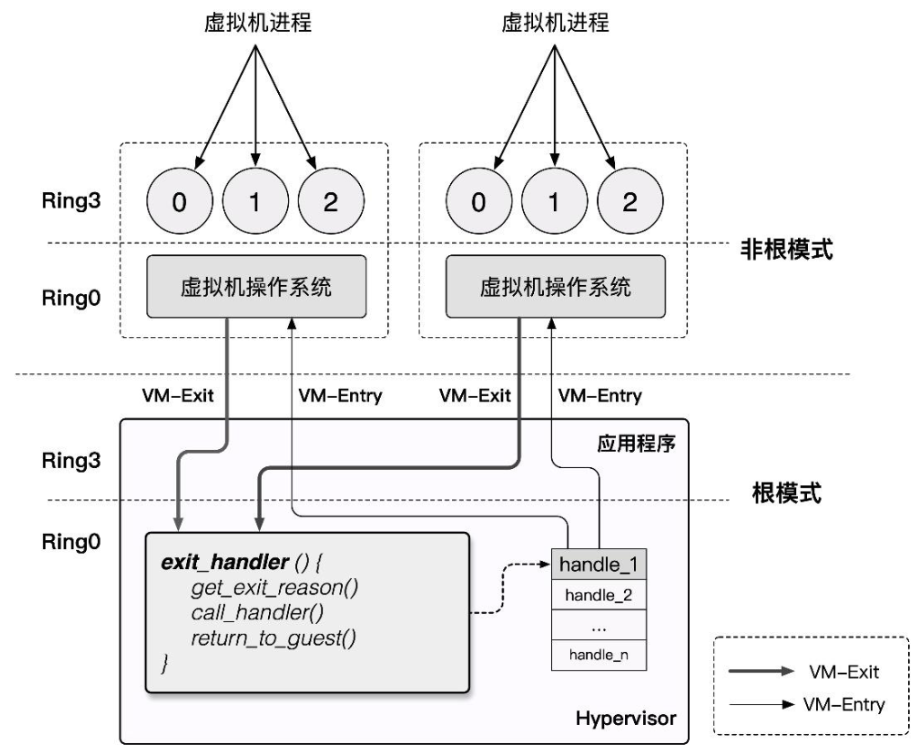 虚拟机进程
虚拟机进程
Ring3
0
1
2
0
1
2
非根模式
Ring0
虚拟机操作系统
虚拟机操作系统
VM-Exit
VM-Entry
VM-Exit
VM-Entry
应用程序
Ring3
根模式
Ring0
exit_handler () {
get_exit_reason()
call_handler()
return_to_guest()
}
handle_1
handle_2
...
handle_n
Hypervisor
VM-Exit
VM-Entry